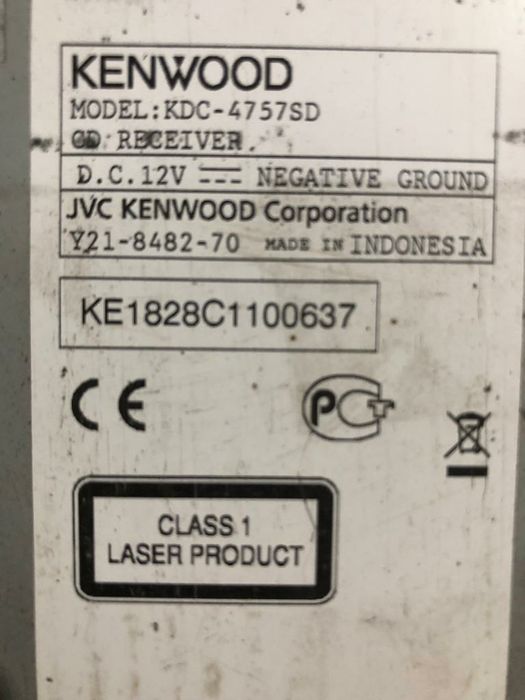 KENWOOD
MODEL:KDC-4757SD
CD RECEIVER
D.C.12V NEGATIVE GROUND
JVC KENWOOD Corporation
Y21-8482-70 MADE IN INDONESIA
KE1828C1100637
CE
PCT
CLASS 1
LASER PRODUCT